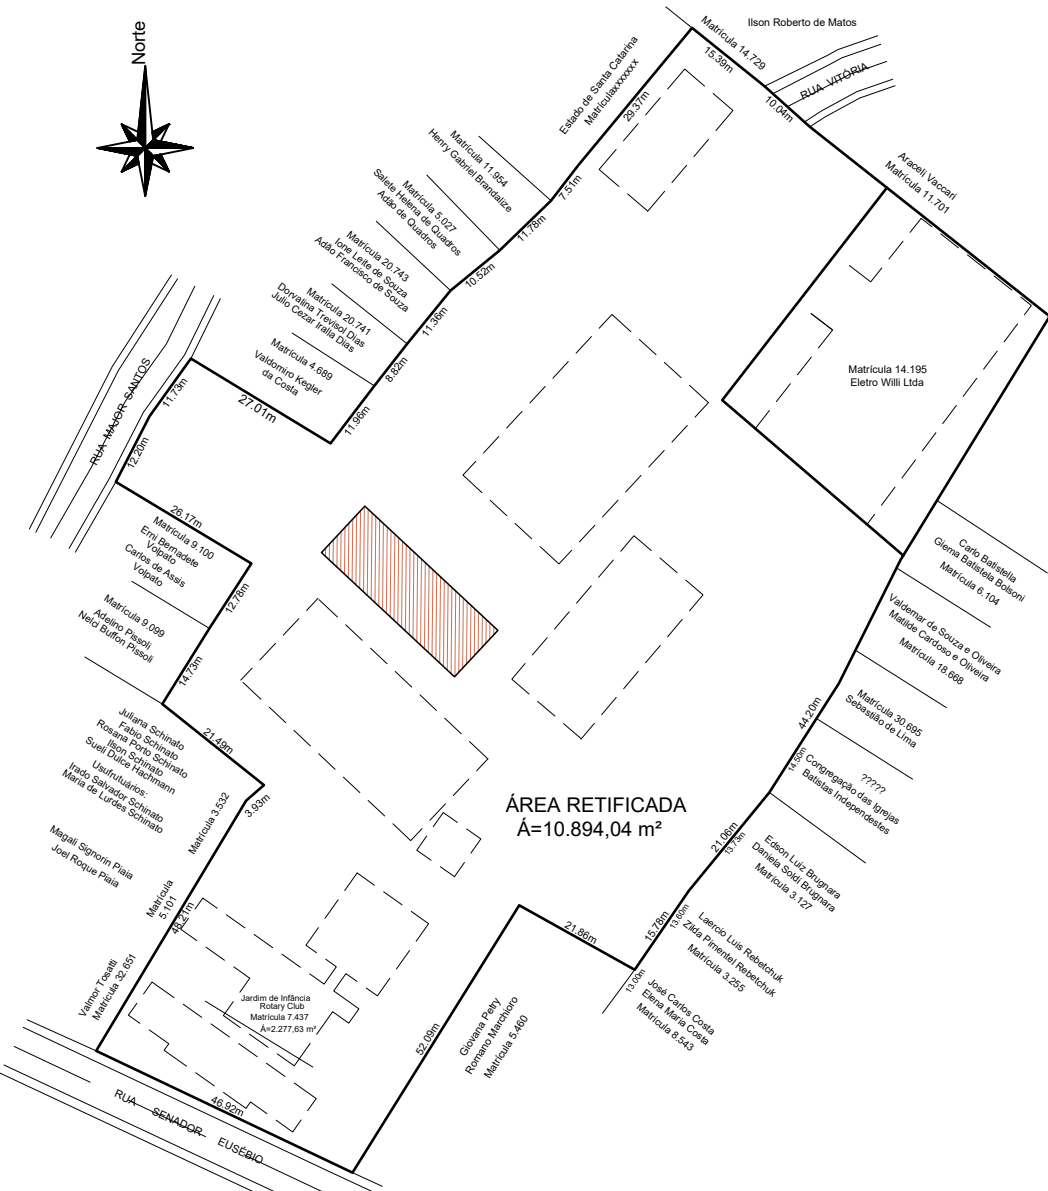 Norte
Ilson Roberto de Matos
Matrícula 14.729
15.39m
RUA VITÓRIA
10.04m
Estado de Santa Catarina
Matrículaxxxxxxx
29.37m
Matrícula 11.954
Henry Gabriel Brandalize
7.51m
Araceli Vaccari
Matrícula 11.701
Matrícula 5.027
Salete Helena de Quadros
Adão de Quadros
11.78m
Matrícula 20.743
Ione Leite de Souza
Adão Francisco de Souza
10.52m
Matrícula 20.741
Dorvalina Trevisol Dias
Julio Cezar Iralia Dias
11.36m
Matrícula 4.689
Valdomiro Kegler
da Costa
8.82m
11.96m
27.01m
RUA MAJOR SANTOS
11.73m
12.20m
Matrícula 14.195
Eletro Willi Ltda
26.17m
Matrícula 9.100
Erni Bernadete
Volpato
Carlos de Assis
Volpato
12.78m
Matrícula 9.099
Adelino Pissoli
Nelci Buffon Pissoli
14.73m
Carlo Batistella
Glema Batistela Bolsoni
Matrícula 6.104
Valdemar de Souza e Oliveira
Matilde Cardoso e Oliveira
Matrícula 18.668
Matrícula 30.695
Sebastião de Lima
44.20m
14.50m
?????
Congregação das Igrejas
Batistas Independestes
Juliana Schinato
Fabio Schinato
Rosana Porto Schinato
Ilson Schinato
Sueli Dulce Hachmann
Usufrutuários:
Irado Salvador Schinato
Maria de Lurdes Schinato
21.49m
3.93m
Matrícula 3.532
ÁREA RETIFICADA
Á=10.894,04 m²
21.06m
13.73m
Edson Luiz Brugnara
Daniela Soldi Brugnara
Matrícula 3.127
Magali Signorin Piaia
Joel Roque Piaia
Matrícula
5.101
48.21m
Valmor Tosatti
Matrícula 32.651
21.86m
15.78m
13.60m
Laercio Luis Rebetchuk
Zilda Pimentel Rebetchuk
Matrícula 3.255
13.00m
José Carlos Costa
Elena Maria Costa
Matrícula 8.543
Jardim de Infância
Rotary Club
Matrícula 7.437
Á=2.277,63 m²
52.09m
Giovana Petry
Romano Marchioro
Matrícula 5.460
46.92m
RUA SENADOR EUSÉBIO